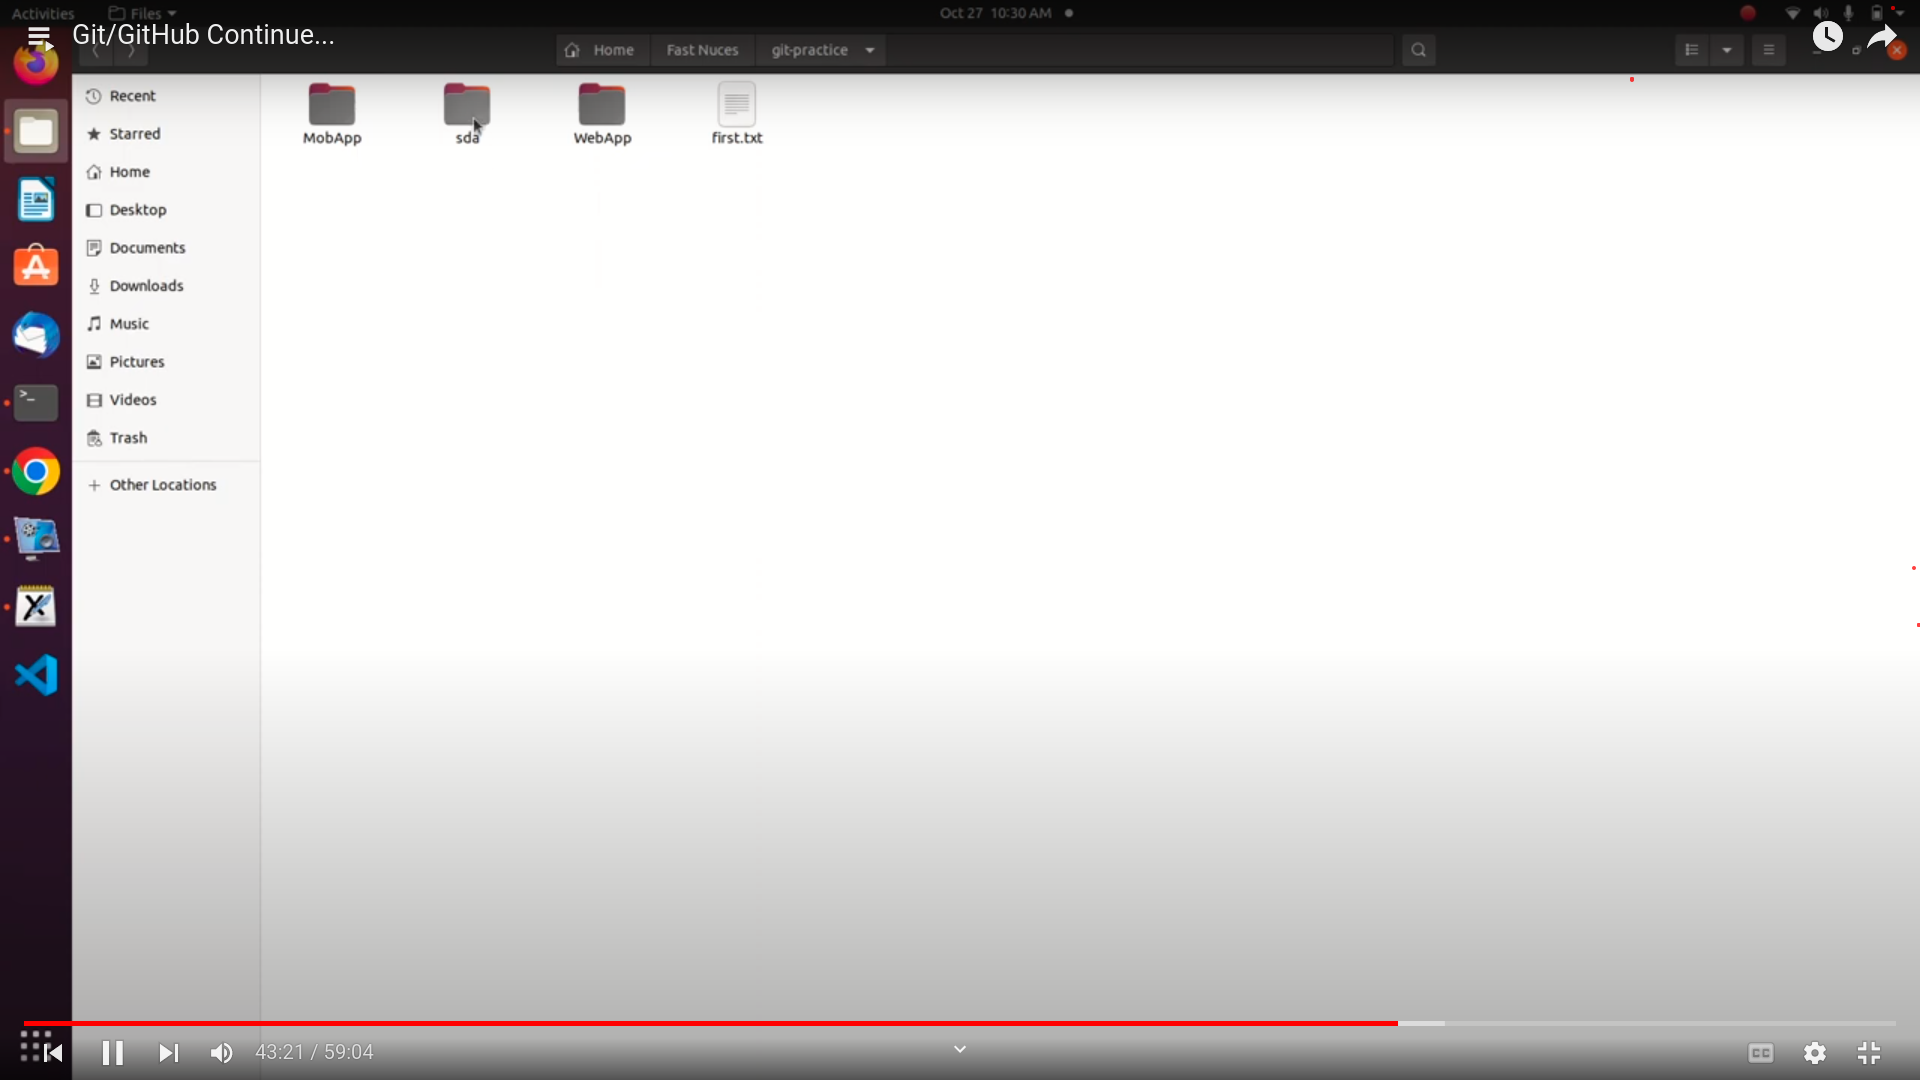 Activities Files Oct 27 10:30 AM
Git/GitHub Continue...
Home Fast Nuces git-practice
Recent
Starred
Home
Desktop
Documents
Downloads
Music
Pictures
Videos
Trash
Other Locations
MobApp sda WebApp first.txt
43:21 / 59:04 CC